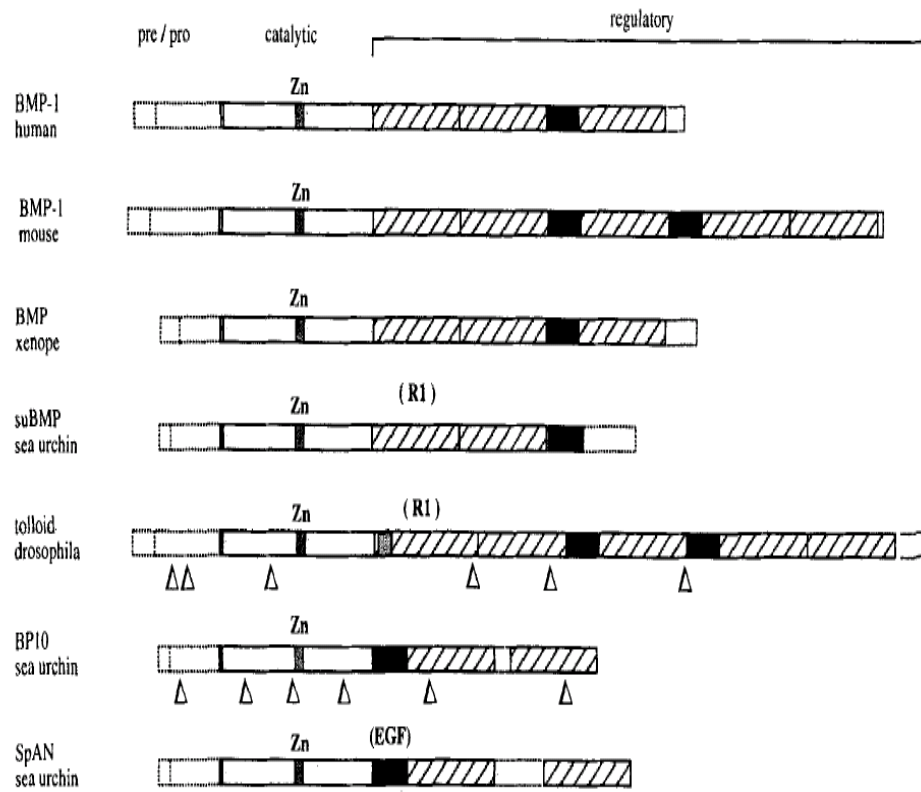 pre / pro catalytic regulatory
Zn
BMP-1
human
Zn
BMP-1
mouse
Zn
BMP
xenope
(R1)
Zn
suBMP
sea urchin
(R1)
Zn
tolloid
drosophila
Zn
BP10
sea urchin
(EGF)
Zn
SpAN
sea urchin